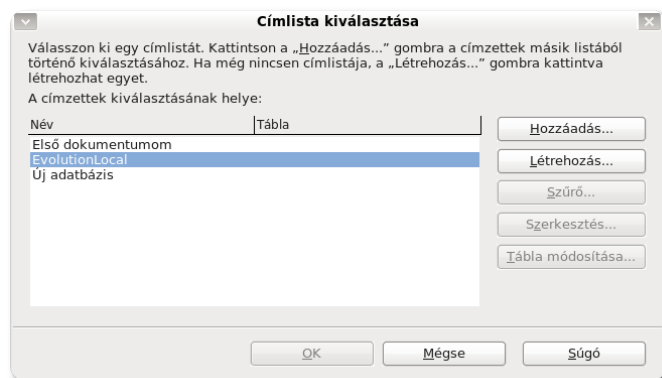 Címlista kiválasztása
Válasszon ki egy címlistát. Kattintson a „Hozzáadás...” gombra a címzettek másik listából
történő kiválasztásához. Ha még nincsen címlistája, a „Létrehozás...” gombra kattintva
létrehozhat egyet.
A címzettek kiválasztásának helye:
Név Tábla
Első dokumentumom
EvolutionLocal
Új adatbázis
Hozzáadás...
Létrehozás...
Szűrő...
Szerkesztés...
Tábla módosítása...
OK Mégse Súgó